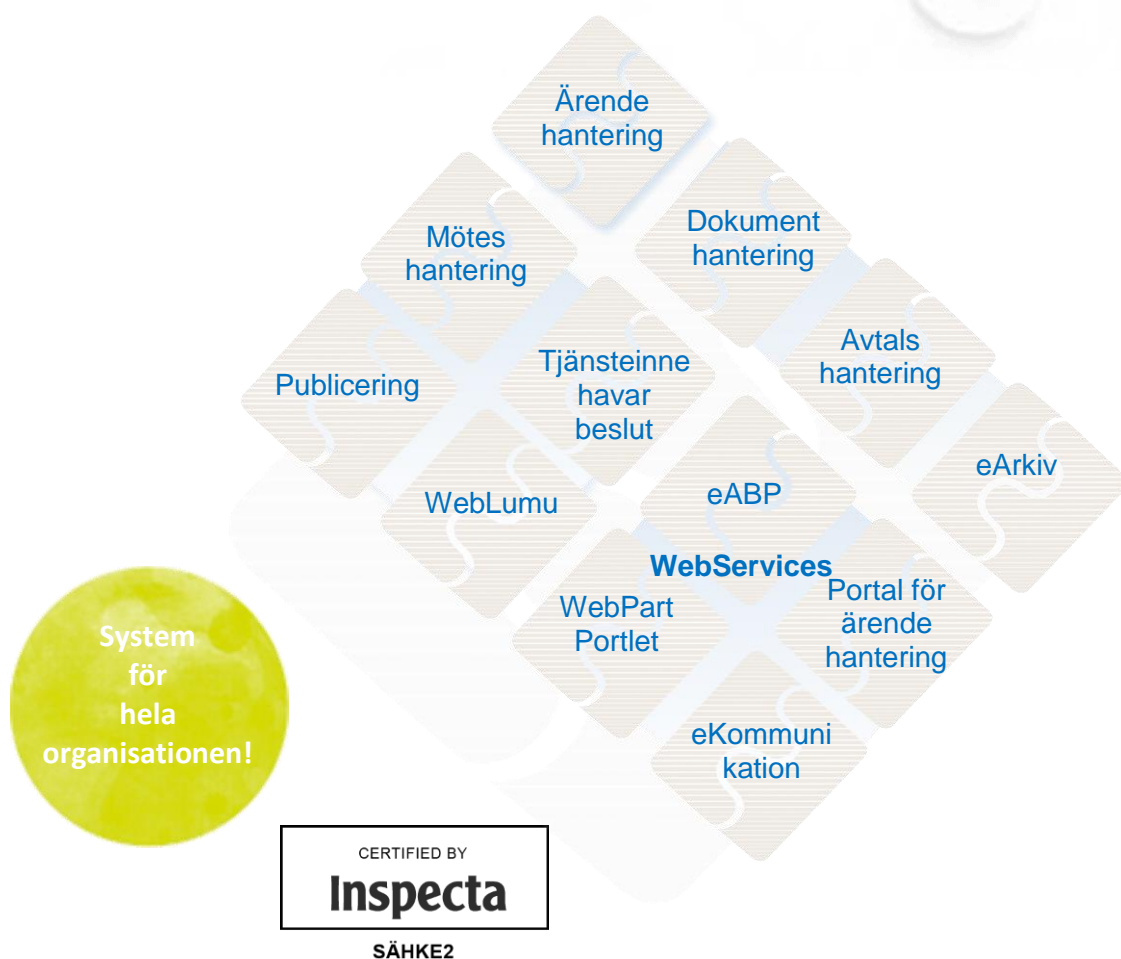 Ärende
hantering
Mötes
hantering
Dokument
hantering
Publicering
Tjänsteinne
havar
beslut
Avtals
hantering
WebLumu
eABP
eArkiv
WebServices
WebPart
Portlet
Portal för
ärende
hantering
eKommuni
kation
System
för
hela
organisationen!
CERTIFIED BY
Inspecta
SÄHKE2